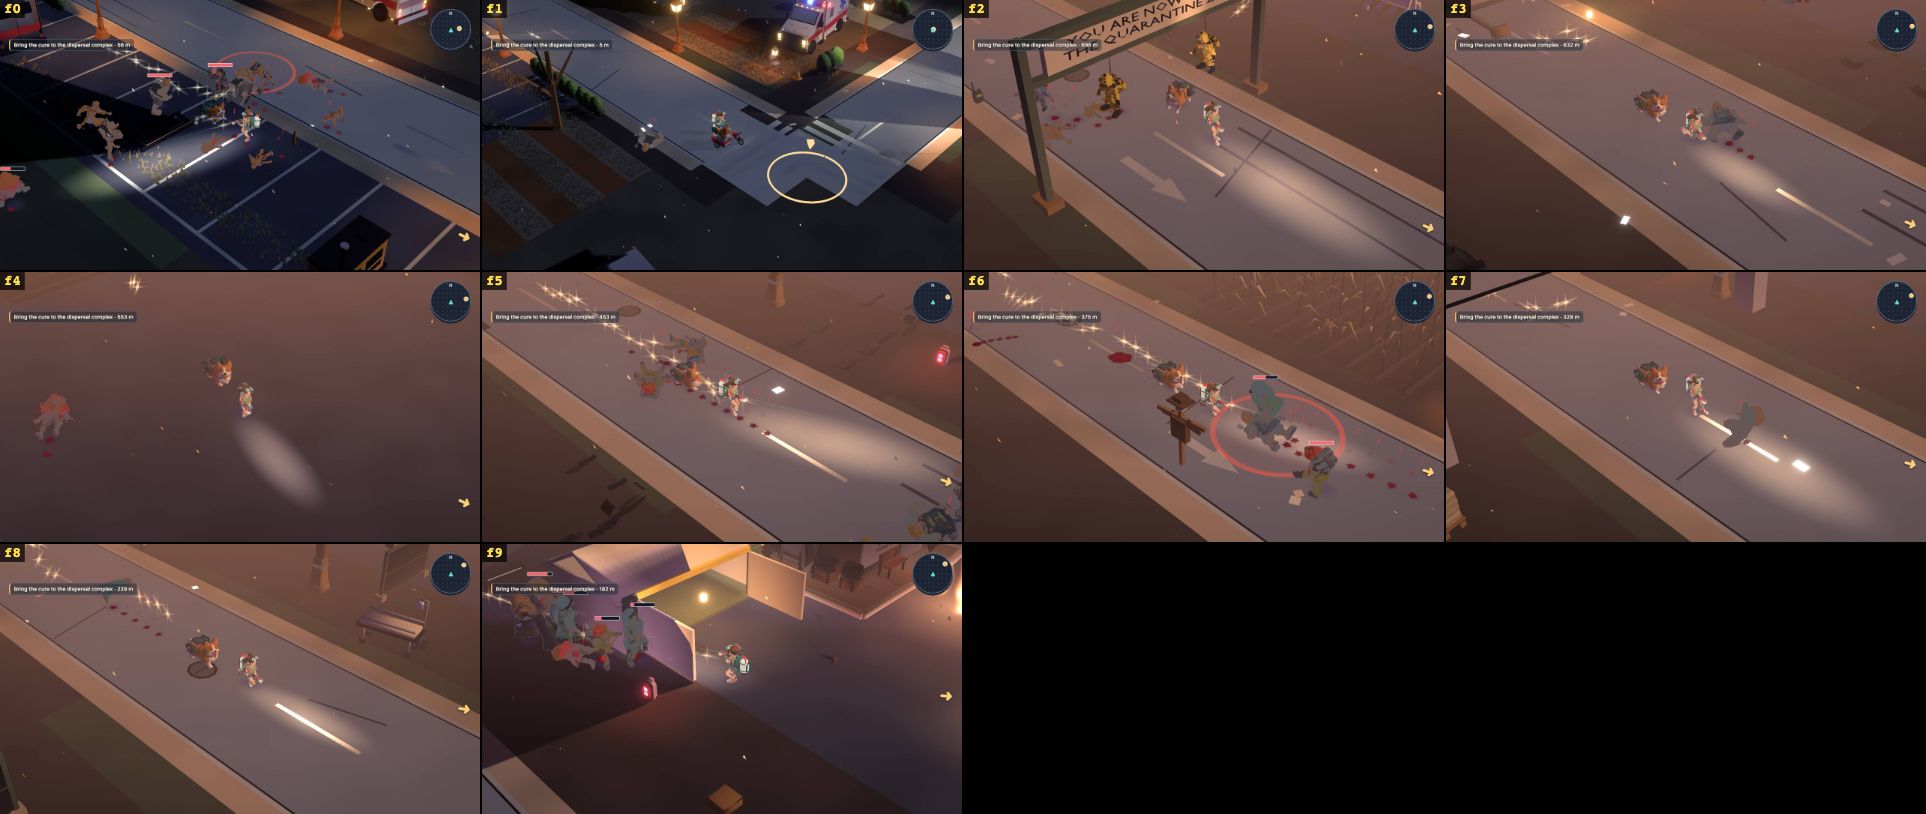 f0
Bring the cure to the dispersal complex - 56 m
N
f1
Bring the cure to the dispersal complex - 5 m
N
f2
YOU ARE NOW
THE QUARANTINE
Bring the cure to the dispersal complex - 696 m
N
f3
Bring the cure to the dispersal complex - 632 m
N
f4
Bring the cure to the dispersal complex - 553 m
N
f5
Bring the cure to the dispersal complex - 453 m
N
f6
Bring the cure to the dispersal complex - 375 m
N
f7
Bring the cure to the dispersal complex - 328 m
N
f8
Bring the cure to the dispersal complex - 229 m
N
f9
Bring the cure to the dispersal complex - 182 m
N